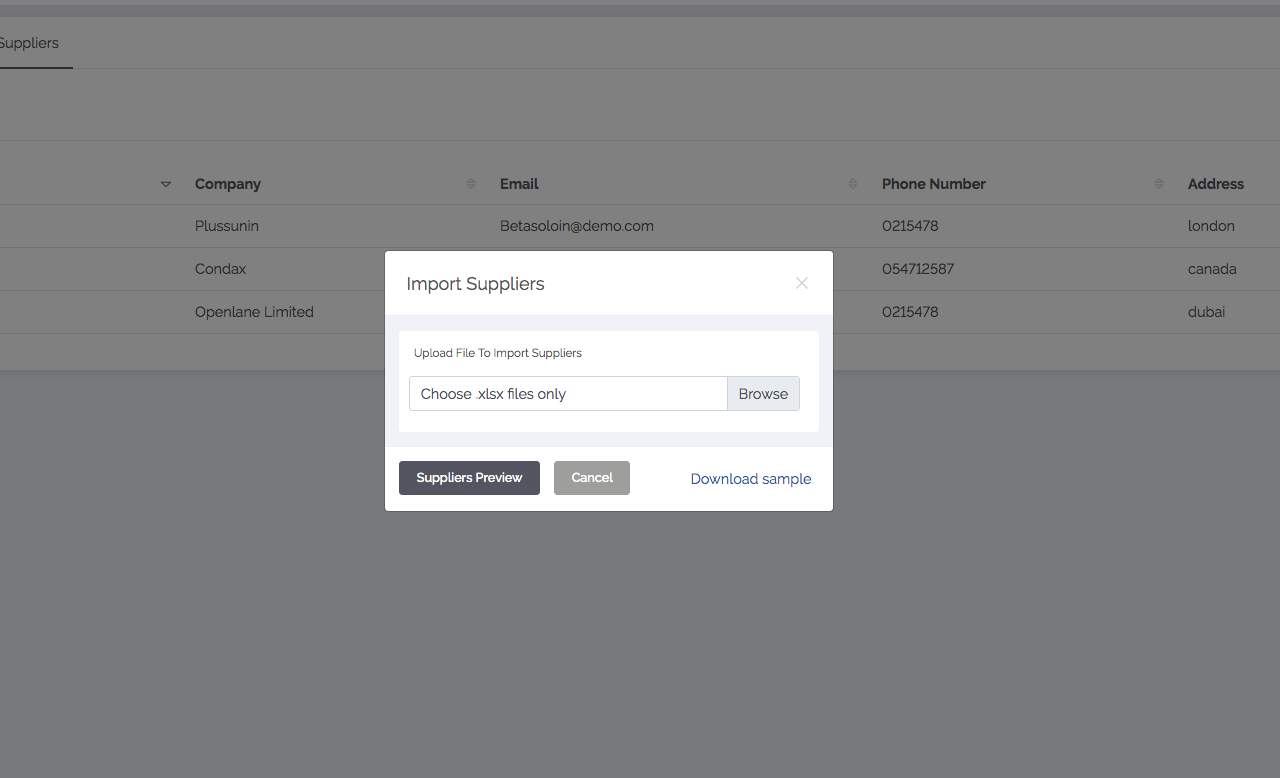 Suppliers
Company Email Phone Number Address
Plussunin Betasoloin@demo.com 0215478 london
Condax 054712587 canada
Openlane Limited 0215478 dubai
Import Suppliers
Upload File To Import Suppliers
Choose .xlsx files only Browse
Suppliers Preview Cancel Download sample